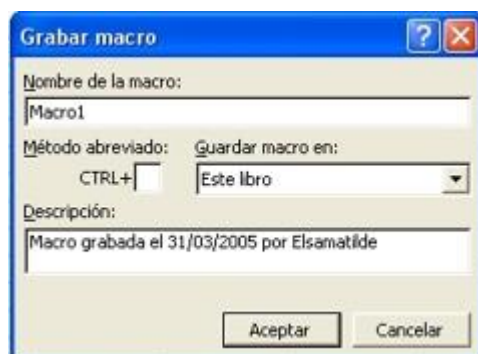 Grabar macro
Nombre de la macro:
Macro1
Método abreviado: Guardar macro en:
CTRL+ Este libro
Descripción:
Macro grabada el 31/03/2005 por Elsamatilde
Aceptar Cancelar